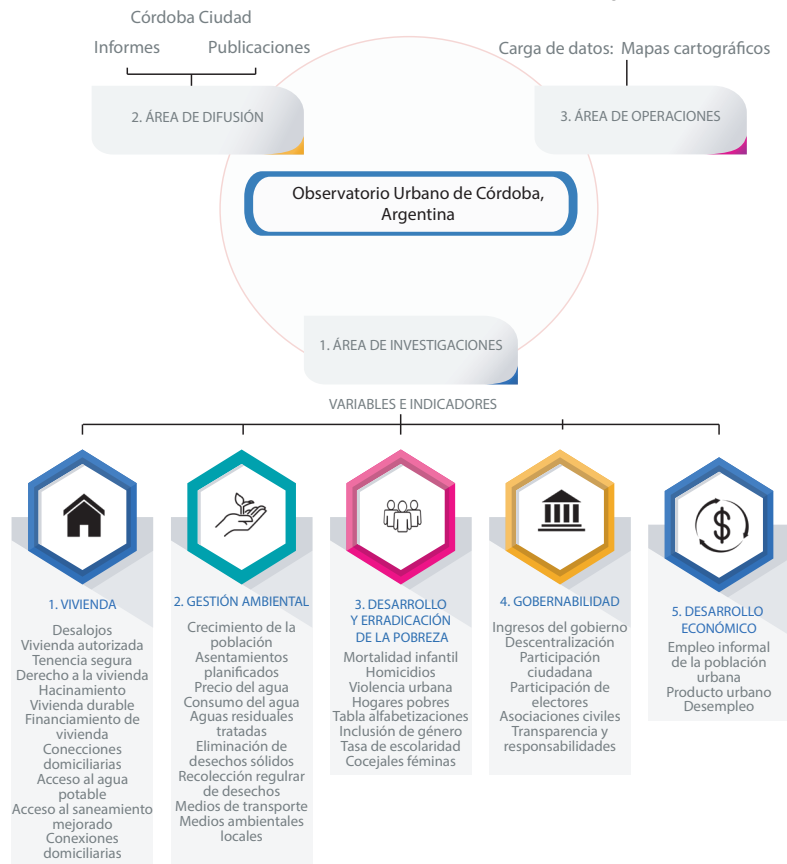 Córdoba Ciudad
Informes
Publicaciones
2. ÁREA DE DIFUSIÓN
Carga de datos: Mapas cartográficos
3. ÁREA DE OPERACIONES
Observatorio Urbano de Córdoba,
Argentina
1. ÁREA DE INVESTIGACIONES
VARIABLES E INDICADORES
1. VIVIENDA
Desalojos
Vivienda autorizada
Tenencia segura
Derecho a la vivienda
Hacinamiento
Vivienda durable
Financiamiento de
vivienda
Conecciones
domiciliarias
Acceso al agua
potable
Acceso al saneamiento
mejorado
Conexiones
domiciliarias
2. GESTIÓN AMBIENTAL
Crecimiento de la
población
Asentamientos
planificados
Precio del agua
Consumo del agua
Aguas residuales
tratadas
Eliminación de
desechos sólidos
Recolección regulrar
de desechos
Medios de transporte
Medios ambientales
locales
3. DESARROLLO
Y ERRADICACIÓN
DE LA POBREZA
Mortalidad infantil
Homicidios
Violencia urbana
Hogares pobres
Tabla alfabetizaciones
Inclusión de género
Tasa de escolaridad
Cocejales féminas
4. GOBERNABILIDAD
Ingresos del gobierno
Descentralización
Participación
ciudadana
Participación de
electores
Asociaciones civiles
Transparencia y
responsabilidades
$
5. DESARROLLO
ECONÓMICO
Empleo informal
de la población
urbana
Producto urbano
Desempleo